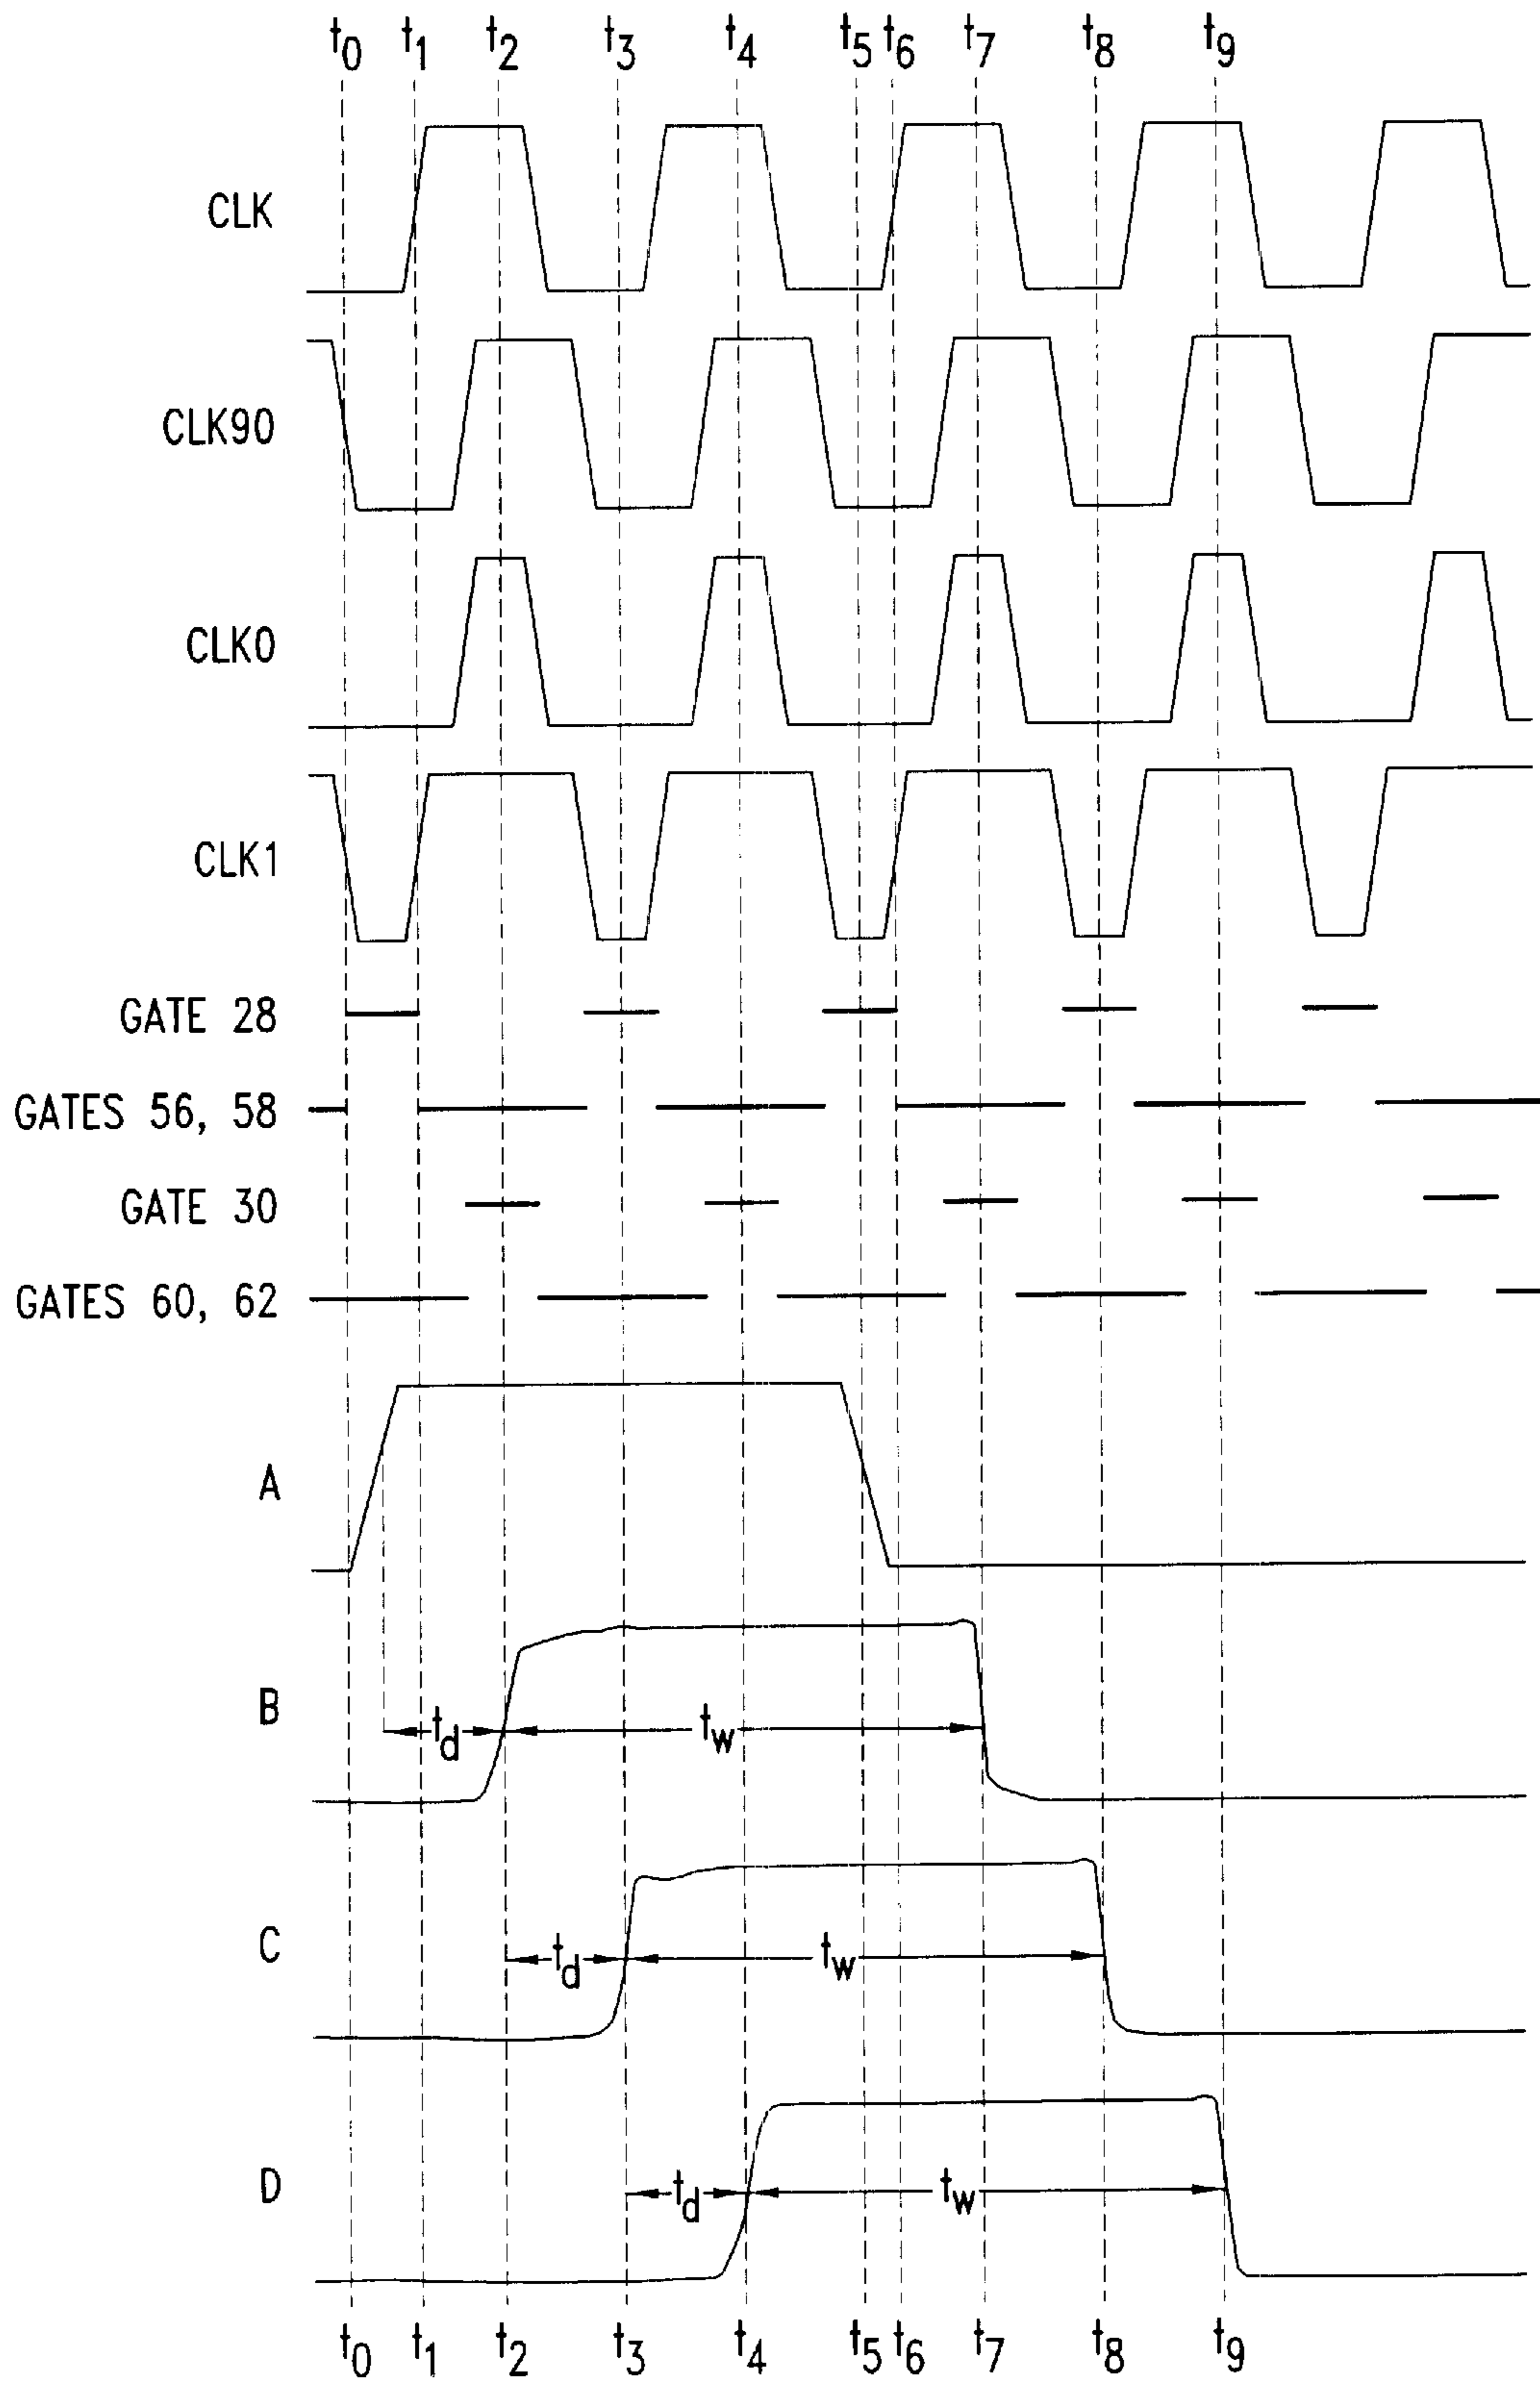 t0 t1 t2 t3 t4 t5 t6 t7 t8 t9
CLK
CLK90
CLK0
CLK1
GATE 28
GATES 56, 58
GATE 30
GATES 60, 62
A
B td tw
C td tw
D td tw
t0 t1 t2 t3 t4 t5 t6 t7 t8 t9